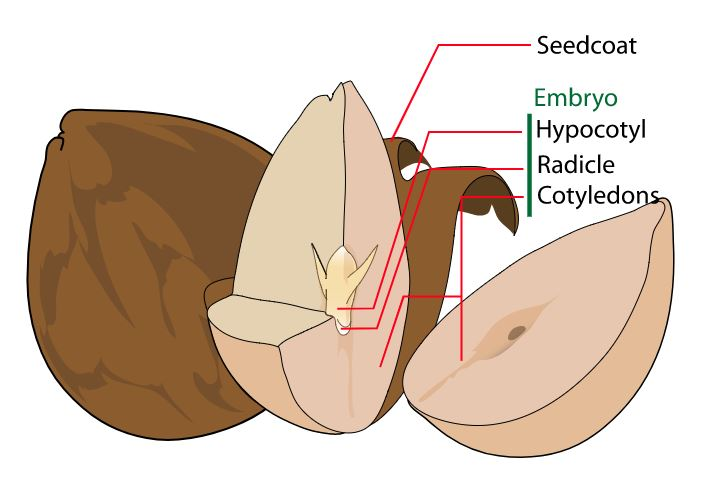 Seedcoat
Embryo
Hypocotyl
Radicle
Cotyledons